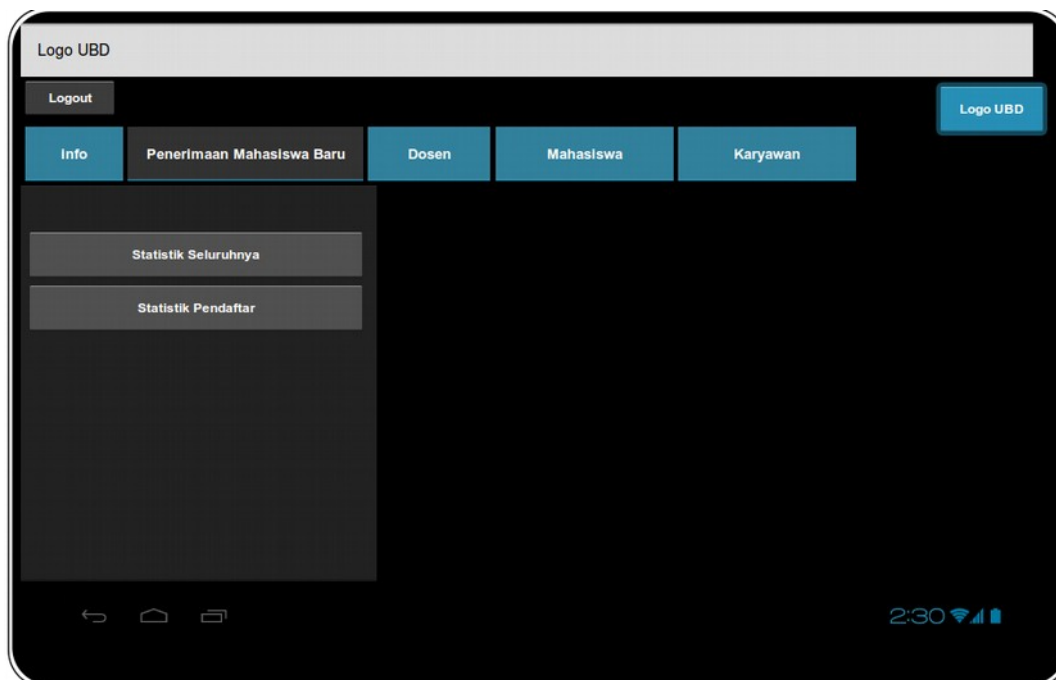 Logo UBD
Logout
Logo UBD
Info
Penerimaan Mahasiswa Baru
Dosen
Mahasiswa
Karyawan
Statistik Seluruhnya
Statistik Pendaftar
2:30